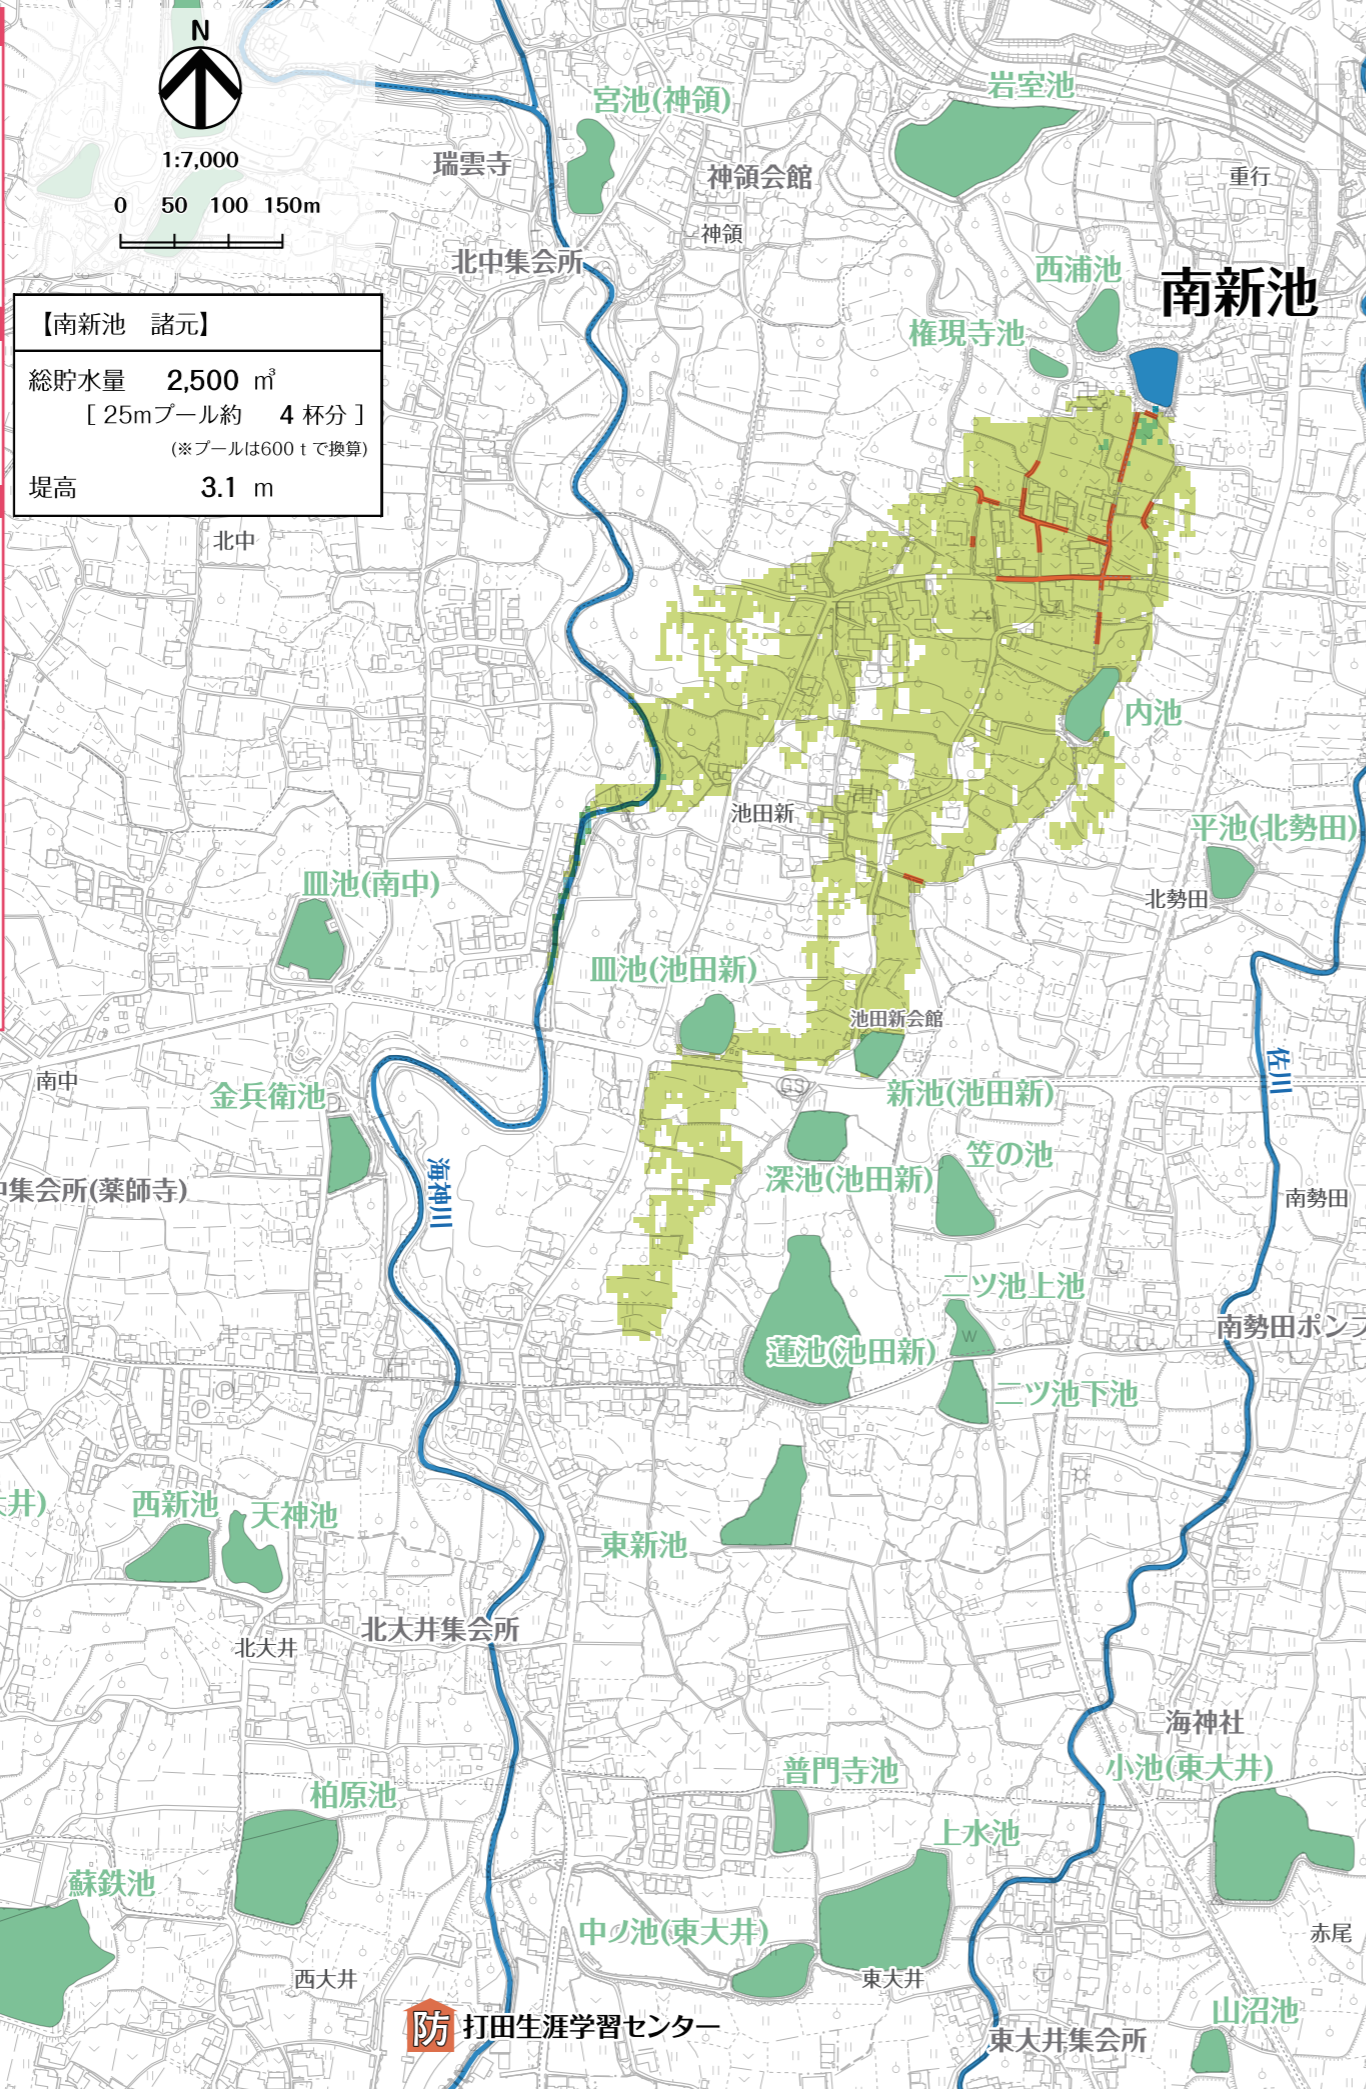 N
1:7,000
0 50 100 150m
【南新池 諸元】
総貯水量 2,500 ㎥
[ 25mプール約 4 杯分 ]
(※プールは600ｔで換算)
堤高 3.1 m
宮池(神領)
岩室池
瑞雲寺
神領会館
重行
神領
北中集会所
西浦池
南新池
権現寺池
北中
内池
池田新
平池(北勢田)
皿池(南中)
北勢田
皿池(池田新)
池田新会館
佐川
南中
金兵衛池
GS
新池(池田新)
笠の池
海神川
深池(池田新)
中集会所(薬師寺)
南勢田
二ツ池上池
南勢田ポンプ
W
蓮池(池田新)
二ツ池下池
P
P
大井)
西新池
天神池
東新池
北大井集会所
北大井
海神社
普門寺池
小池(東大井)
柏原池
上水池
蘇鉄池
中ノ池(東大井)
赤尾
西大井
東大井
山沼池
防 打田生涯学習センター
東大井集会所